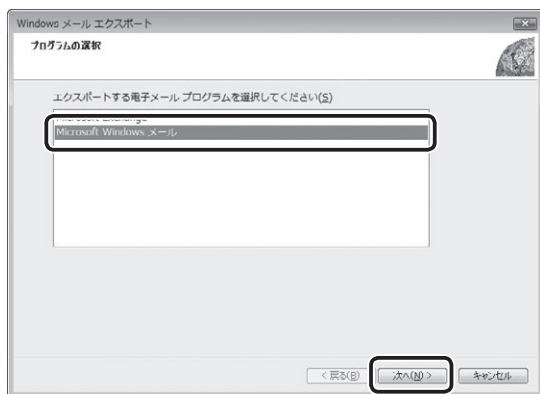 Windows メール エクスポート
プログラムの選択
エクスポートする電子メール プログラムを選択してください(S)
Microsoft Exchange
Microsoft Windows メール
< 戻る(B)
次へ(N) >
キャンセル